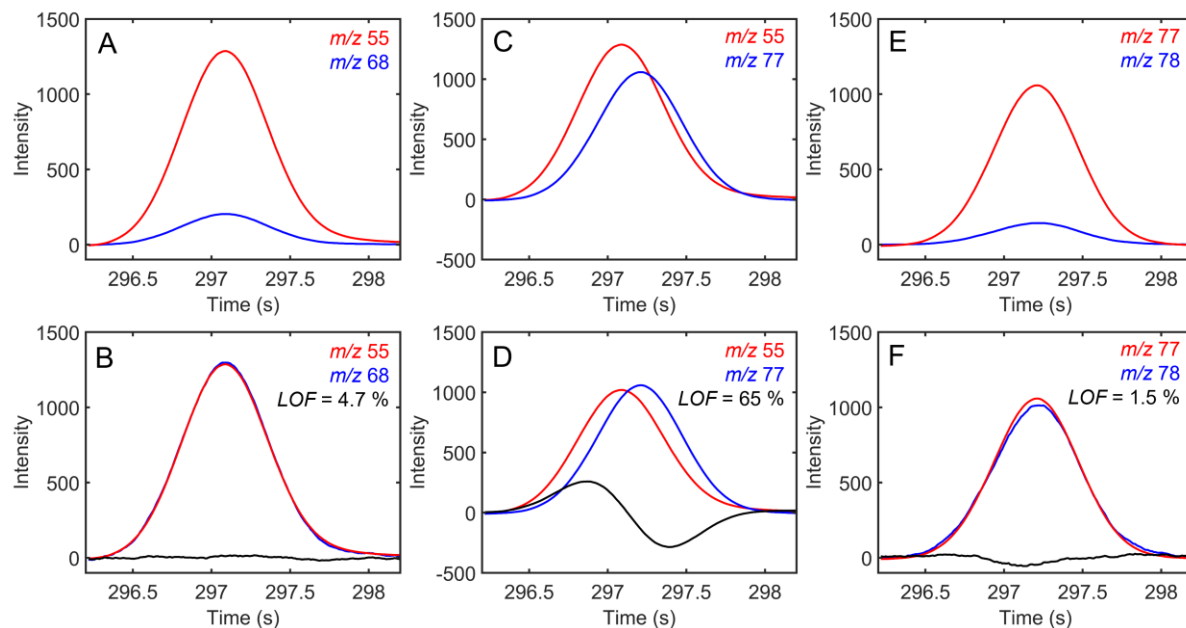 A
m/z 55
m/z 68
1500
1000
500
0
Intensity
296.5 297 297.5 298
Time (s)
C
m/z 55
m/z 77
1500
1000
500
0
-500
Intensity
296.5 297 297.5 298
Time (s)
E
m/z 77
m/z 78
1500
1000
500
0
Intensity
296.5 297 297.5 298
Time (s)
B
m/z 55
m/z 68
LOF = 4.7 %
1500
1000
500
0
Intensity
296.5 297 297.5 298
Time (s)
D
m/z 55
m/z 77
LOF = 65 %
1500
1000
500
0
-500
Intensity
296.5 297 297.5 298
Time (s)
F
m/z 77
m/z 78
LOF = 1.5 %
1500
1000
500
0
Intensity
296.5 297 297.5 298
Time (s)